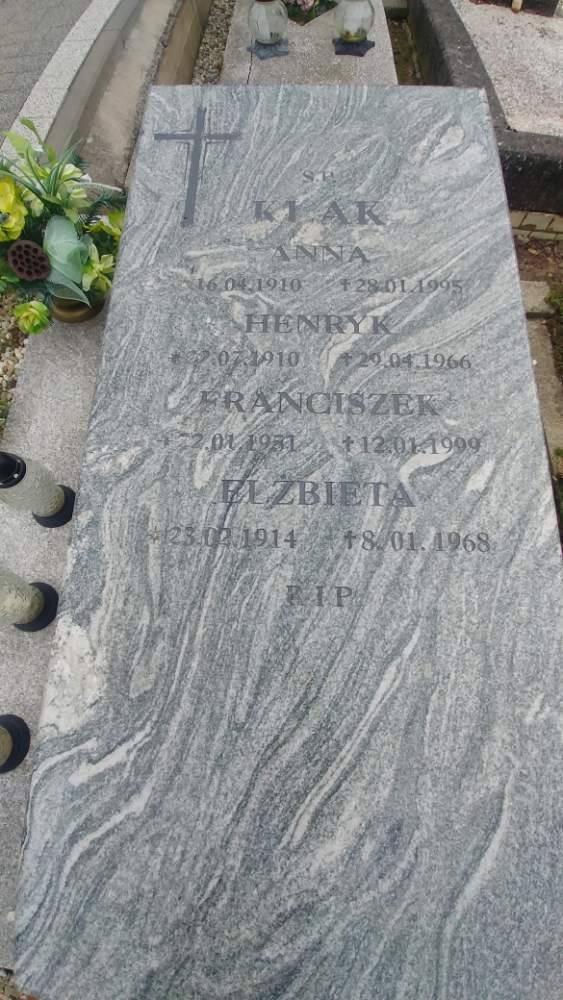 Ś.P.
KLAK
ANNA
*16.04.1910 †28.01.1995
HENRYK
*22.07.1910 †29.04.1966
FRANCISZEK
†12.01.1999
ELŻBIETA
*23.02.1914 †8.01.1968
R I P